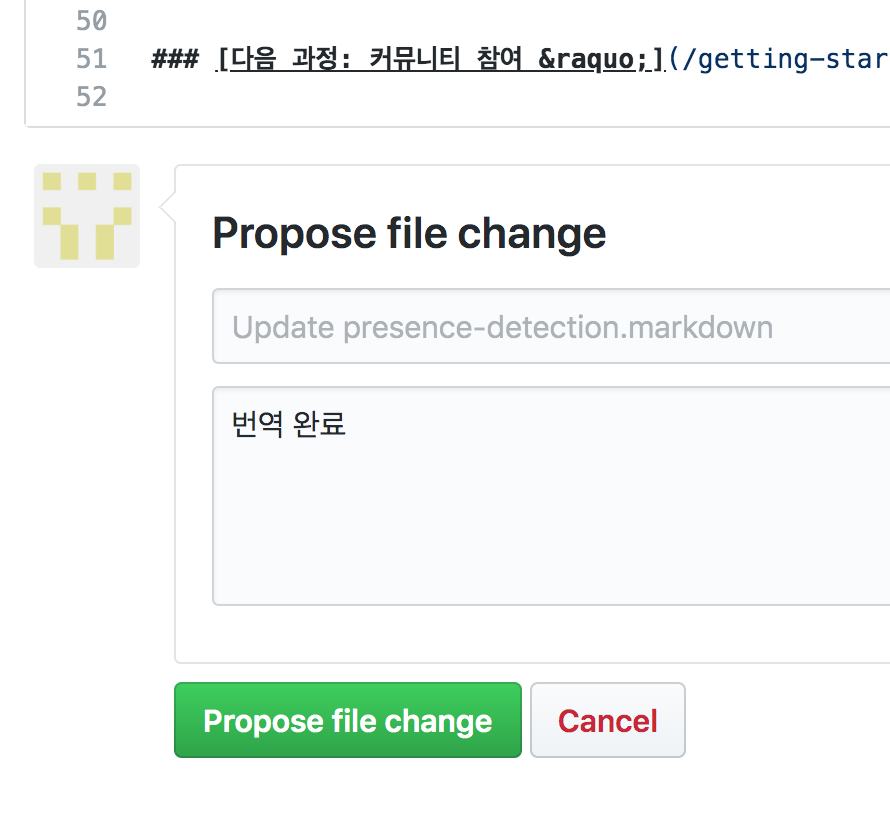 50
51 ### [다음 과정: 커뮤니티 참여 &raquo;](/getting-star
52
Propose file change
Update presence-detection.markdown
번역 완료
Propose file change
Cancel